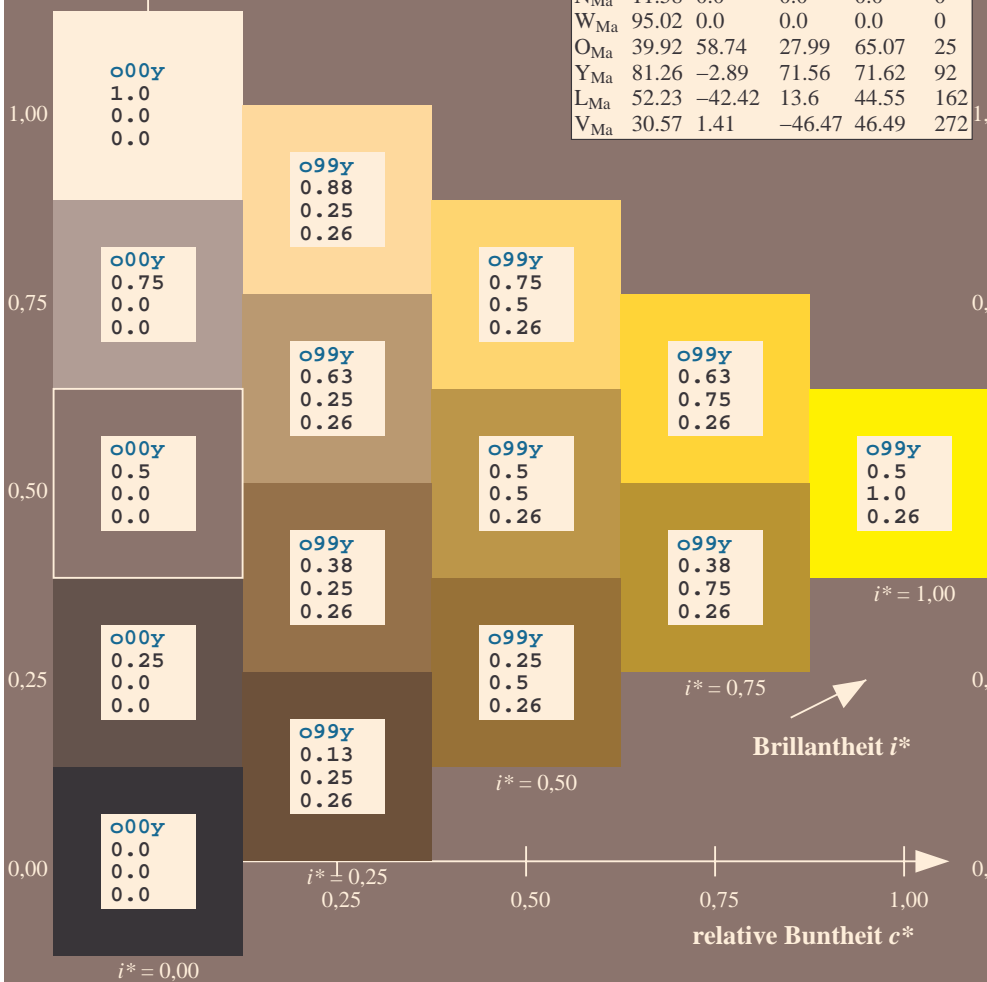 W_Ma 95.02 0.0 0.0 0.0 0
O_Ma 39.92 58.74 27.99 65.07 25
Y_Ma 81.26 −2.89 71.56 71.62 92
L_Ma 52.23 −42.42 13.6 44.55 162
V_Ma 30.57 1.41 −46.47 46.49 272
1,00
0,75
0,50
0,25
0,00
o00y
1.0
0.0
0.0
o00y
0.75
0.0
0.0
o00y
0.5
0.0
0.0
o00y
0.25
0.0
0.0
o00y
0.0
0.0
0.0
i* = 0,00
o99y
0.88
0.25
0.26
o99y
0.63
0.25
0.26
o99y
0.38
0.25
0.26
o99y
0.13
0.25
0.26
i* = 0,25
o99y
0.75
0.5
0.26
o99y
0.5
0.5
0.26
o99y
0.25
0.5
0.26
i* = 0,50
o99y
0.63
0.75
0.26
o99y
0.38
0.75
0.26
i* = 0,75
o99y
0.5
1.0
0.26
i* = 1,00
Brillantheit i*
0,25 0,50 0,75 1,00
relative Buntheit c*